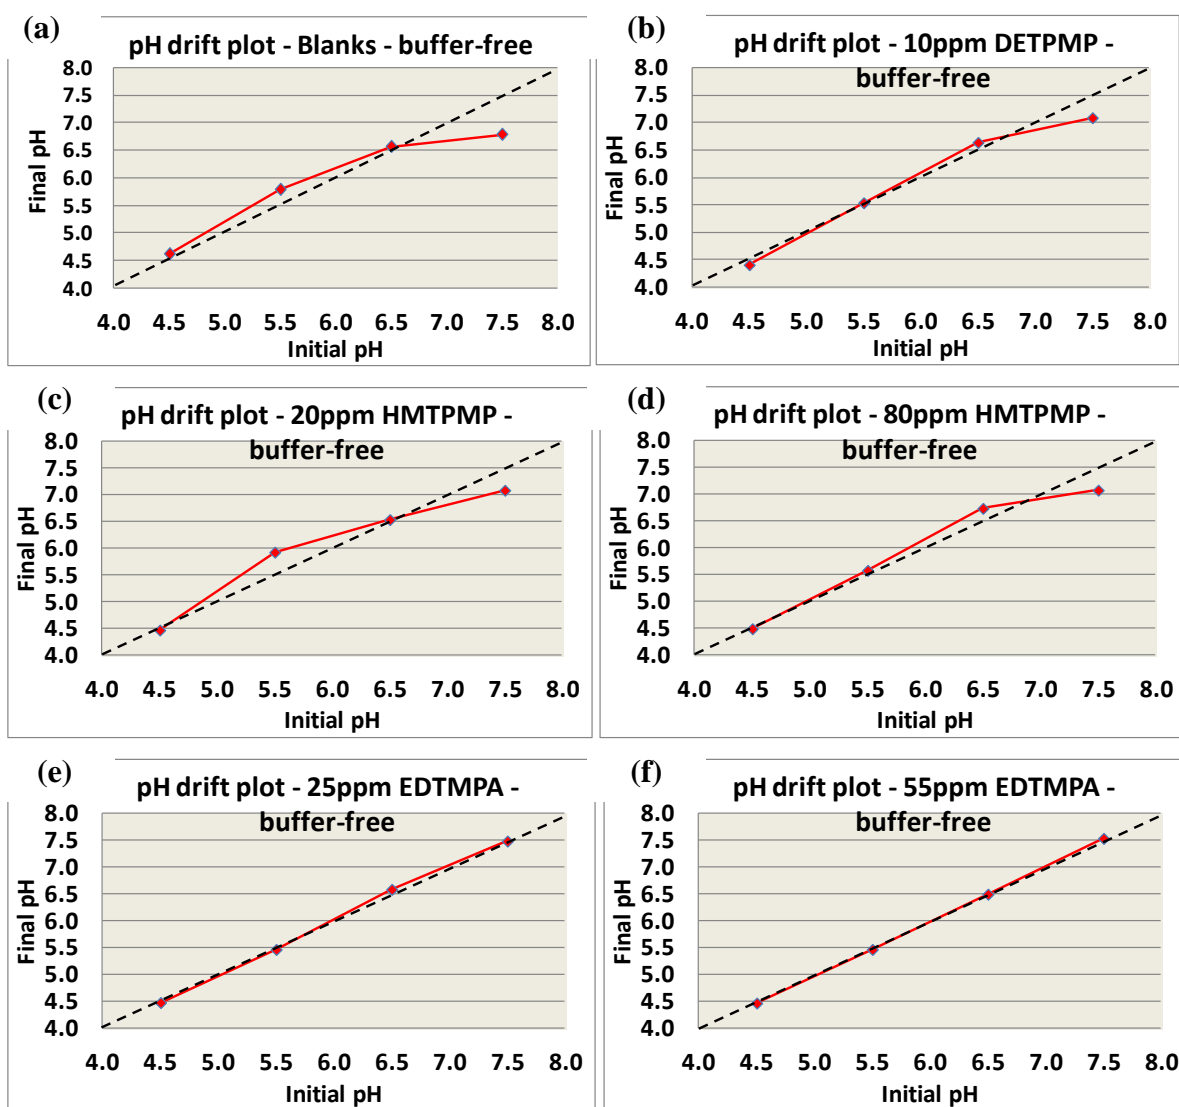 (a)
pH drift plot - Blanks - buffer-free
8.0
7.5
7.0
6.5
6.0
5.5
5.0
4.5
4.0
Final pH
4.0 4.5 5.0 5.5 6.0 6.5 7.0 7.5 8.0
Initial pH
(b)
pH drift plot - 10ppm DETPMP -
buffer-free
8.0
7.5
7.0
6.5
6.0
5.5
5.0
4.5
4.0
Final pH
4.0 4.5 5.0 5.5 6.0 6.5 7.0 7.5 8.0
Initial pH
(c)
pH drift plot - 20ppm HMTPMP -
buffer-free
8.0
7.5
7.0
6.5
6.0
5.5
5.0
4.5
4.0
Final pH
4.0 4.5 5.0 5.5 6.0 6.5 7.0 7.5 8.0
Initial pH
(d)
pH drift plot - 80ppm HMTPMP -
buffer-free
8.0
7.5
7.0
6.5
6.0
5.5
5.0
4.5
4.0
Final pH
4.0 4.5 5.0 5.5 6.0 6.5 7.0 7.5 8.0
Initial pH
(e)
pH drift plot - 25ppm EDTMPA -
buffer-free
8.0
7.5
7.0
6.5
6.0
5.5
5.0
4.5
4.0
Final pH
4.0 4.5 5.0 5.5 6.0 6.5 7.0 7.5 8.0
Initial pH
(f)
pH drift plot - 55ppm EDTMPA -
buffer-free
8.0
7.5
7.0
6.5
6.0
5.5
5.0
4.5
4.0
Final pH
4.0 4.5 5.0 5.5 6.0 6.5 7.0 7.5 8.0
Initial pH